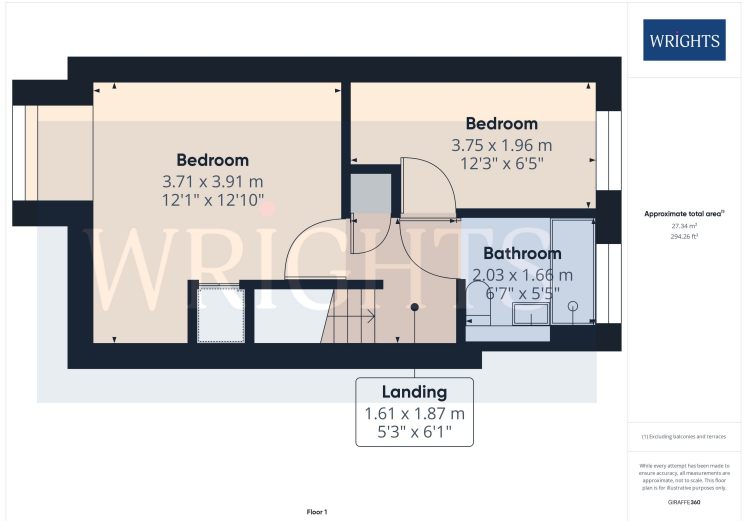 WRIGHTS
Bedroom
3.75 x 1.96 m
12'3" x 6'5"
Bedroom
3.71 x 3.91 m
12'1" x 12'10"
Approximate total area(1)
27.34 m²
294.26 ft²
WRIGHTS
Bathroom
2.03 x 1.66 m
6'7" x 5'5"
Landing
1.61 x 1.87 m
5'3" x 6'1"
(1) Excluding balconies and terraces
While every attempt has been made to
ensure accuracy, all measurements are
approximate, not to scale. This floor
plan is for illustrative purposes only.
GIRAFFE360
Floor 1